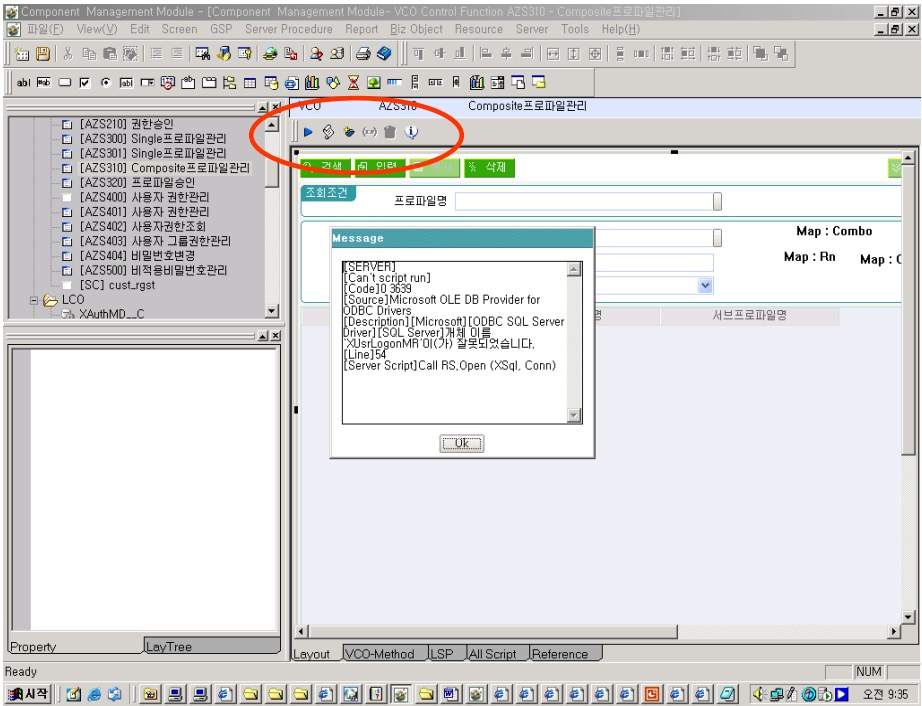 Component Management Module - [Component Management Module- VCO Control Function AZS310 - Composite프로파일관리]
파일(F) View(V) Edit Screen GSP Server Procedure Report Biz Object Resource Server Tools Help(H)
VCO AZS310 Composite프로파일관리
[AZS210] 권한승인
[AZS300] Single프로파일관리
[AZS301] Single프로파일관리
[AZS310] Composite프로파일관리
[AZS320] 프로파일승인
[AZS400] 사용자 권한관리
[AZS401] 사용자 권한관리
[AZS402] 사용자권한조회
[AZS403] 사용자 그룹권한관리
[AZS404] 비밀번호변경
[AZS500] 비적용비밀번호관리
[SC] cust_rgst
LCO
XAuthMD__C
검색 입력 삭제
조회조건
프로파일명
Map : Combo
Map : Rn Map : C
명 서브프로파일명
Message
[SERVER]
[Can't script run]
[Code]0 3639
[Source]Microsoft OLE DB Provider for
ODBC Drivers
[Description][Microsoft][ODBC SQL Server
Driver][SQL Server]개체 이름
'XUsrLogonMR'이(가) 잘못되었습니다.
[Line]54
[Server Script]Call RS.Open (XSql, Conn)
Ok
Property LayTree
Layout VCO-Method LSP All Script Reference
Ready NUM
시작 오전 9:35